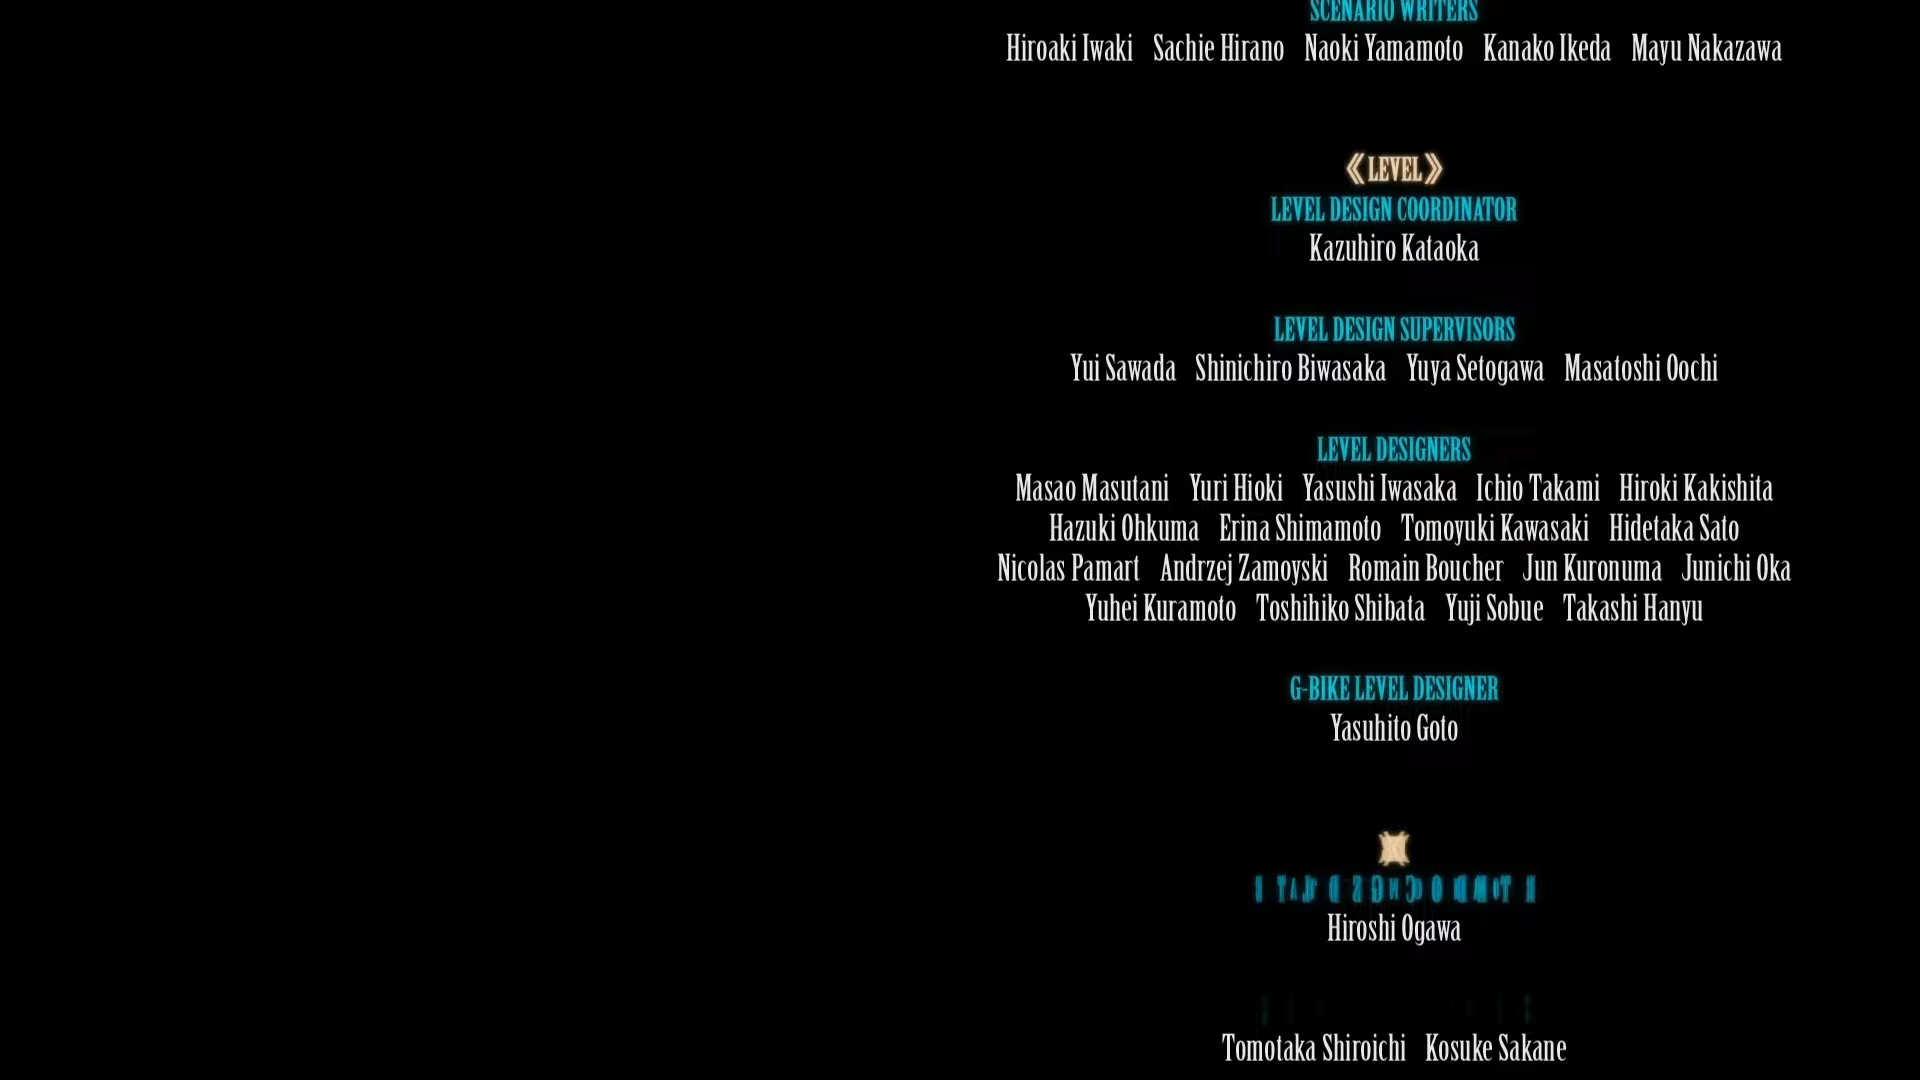 SCENARIO WRITERS
Hiroaki Iwaki Sachie Hirano Naoki Yamamoto Kanako Ikeda Mayu Nakazawa
《LEVEL》
LEVEL DESIGN COORDINATOR
Kazuhiro Kataoka
LEVEL DESIGN SUPERVISORS
Yui Sawada Shinichiro Biwasaka Yuya Setogawa Masatoshi Oochi
LEVEL DESIGNERS
Masao Masutani Yuri Hioki Yasushi Iwasaka Ichio Takami Hiroki Kakishita
Hazuki Ohkuma Erina Shimamoto Tomoyuki Kawasaki Hidetaka Sato
Nicolas Pamart Andrzej Zamoyski Romain Boucher Jun Kuronuma Junichi Oka
Yuhei Kuramoto Toshihiko Shibata Yuji Sobue Takashi Hanyu
G-BIKE LEVEL DESIGNER
Yasuhito Goto
Hiroshi Ogawa
Tomotaka Shiroichi Kosuke Sakane